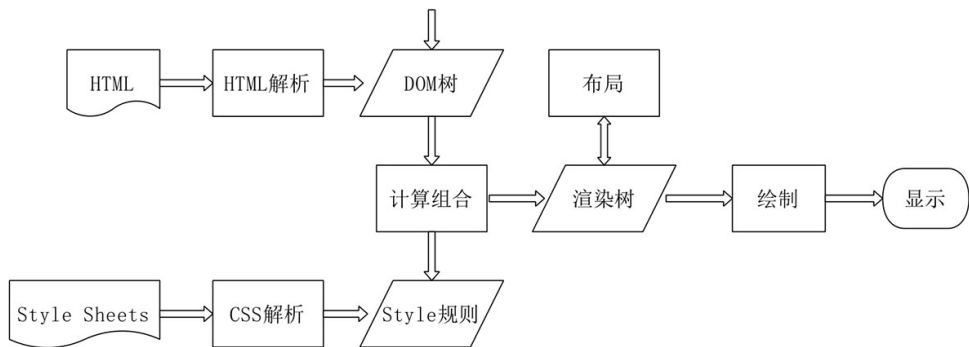 HTML
HTML解析
DOM树
布局
计算组合
渲染树
绘制
显示
Style Sheets
CSS解析
Style规则